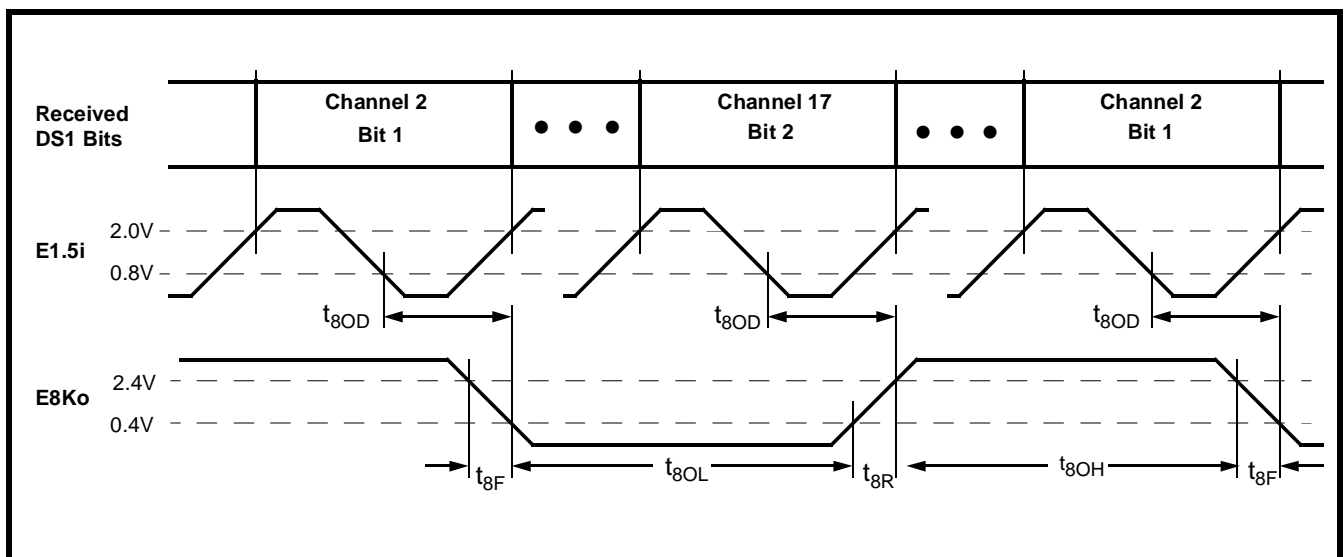 Received
DS1 Bits
Channel 2
Bit 1
● ● ●
Channel 17
Bit 2
● ● ●
Channel 2
Bit 1
E1.5i
2.0V
0.8V
t8OD
t8OD
t8OD
E8Ko
2.4V
0.4V
t8F
t8OL
t8R
t8OH
t8F